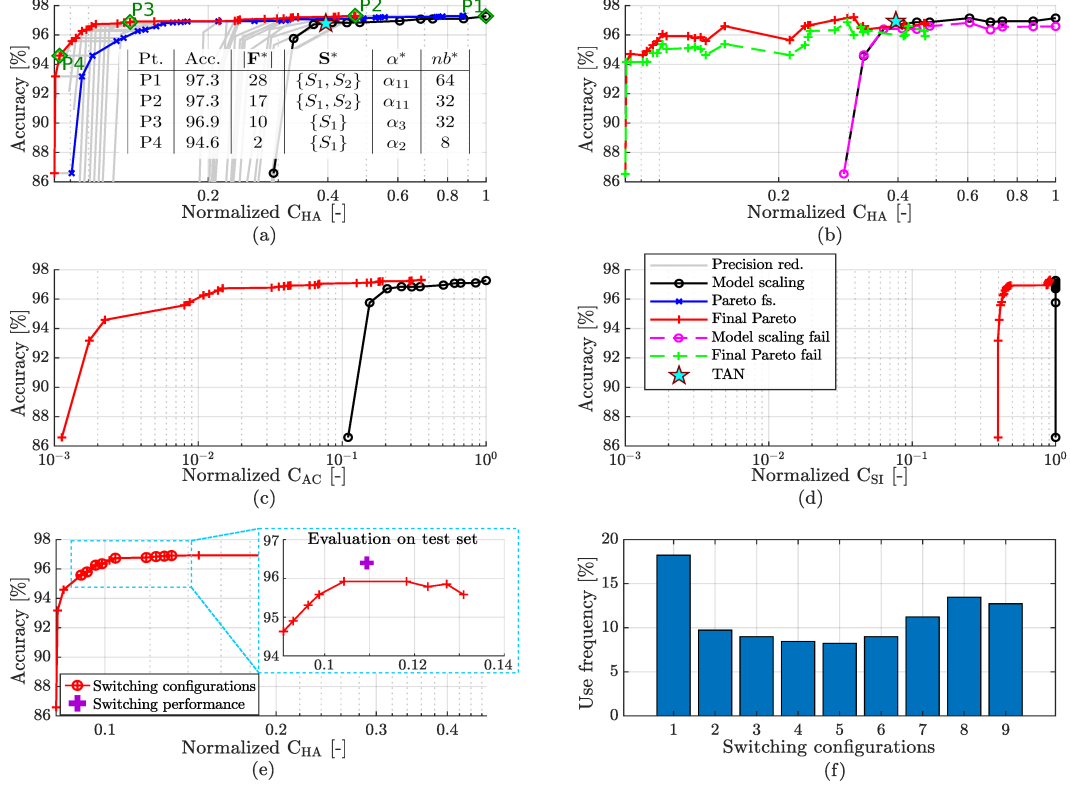 98
96
94
92
90
88
86
Accuracy [%]
P1
P2
P3
P4
Pt. Acc. |F*| S* α* nb*
P1 97.3 28 {S₁, S₂} α₁₁ 64
P2 97.3 17 {S₁, S₂} α₁₁ 32
P3 96.9 10 {S₁} α₃ 32
P4 94.6 2 {S₁} α₂ 8
0.2 0.4 0.6 0.8 1
Normalized C_HA [-]
(a)
98
96
94
92
90
88
86
Accuracy [%]
0.2 0.4 0.6 0.8 1
Normalized C_HA [-]
(b)
98
96
94
92
90
88
86
Accuracy [%]
10⁻³ 10⁻² 10⁻¹ 10⁰
Normalized C_AC [-]
(c)
98
96
94
92
90
88
86
Accuracy [%]
Precision red.
Model scaling
Pareto fs.
Final Pareto
Model scaling fail
Final Pareto fail
TAN
10⁻³ 10⁻² 10⁻¹ 10⁰
Normalized C_SI [-]
(d)
98
96
94
92
90
88
86
Accuracy [%]
Evaluation on test set
97
96
95
94
0.1 0.12 0.14
Switching configurations
Switching performance
0.1 0.2 0.3 0.4
Normalized C_HA [-]
(e)
20
15
10
5
0
Use frequency [%]
1 2 3 4 5 6 7 8 9
Switching configurations
(f)